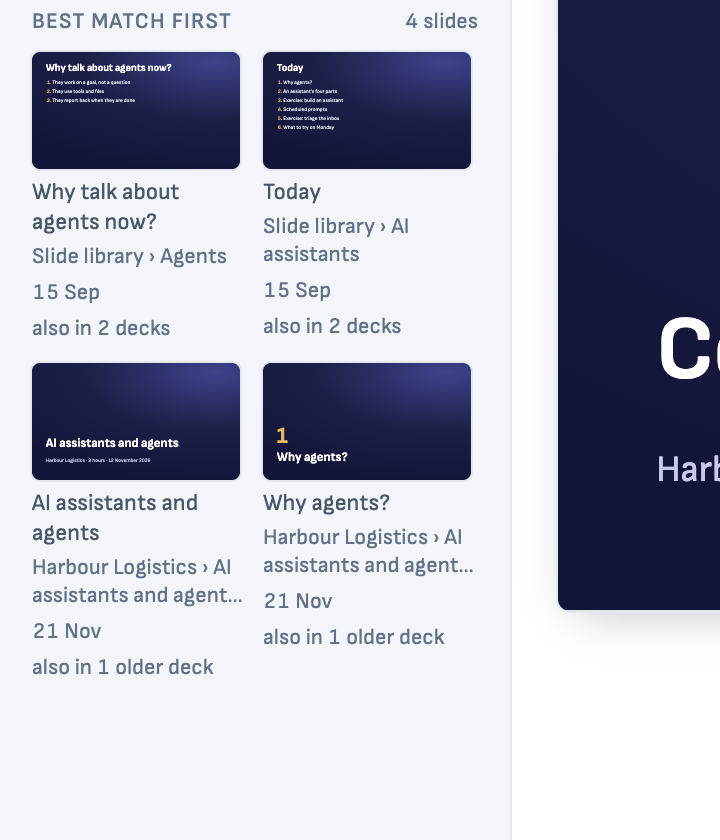 BEST MATCH FIRST
4 slides
Why talk about agents now?
1. They work on a goal, not a question
2. They use tools and files
3. They report back when they are done
Why talk about
agents now?
Slide library › Agents
15 Sep
also in 2 decks
Today
1. Why agents?
2. An assistant's four parts
3. Exercise: build an assistant
4. Scheduled prompts
5. Exercise: triage the inbox
6. What to try on Monday
Today
Slide library › AI
assistants
15 Sep
also in 2 decks
AI assistants and agents
Harbour Logistics · 3 hours · 12 November 2026
AI assistants and
agents
Harbour Logistics › AI
assistants and agent...
21 Nov
also in 1 older deck
1
Why agents?
Why agents?
Harbour Logistics › AI
assistants and agent...
21 Nov
also in 1 older deck
Harb